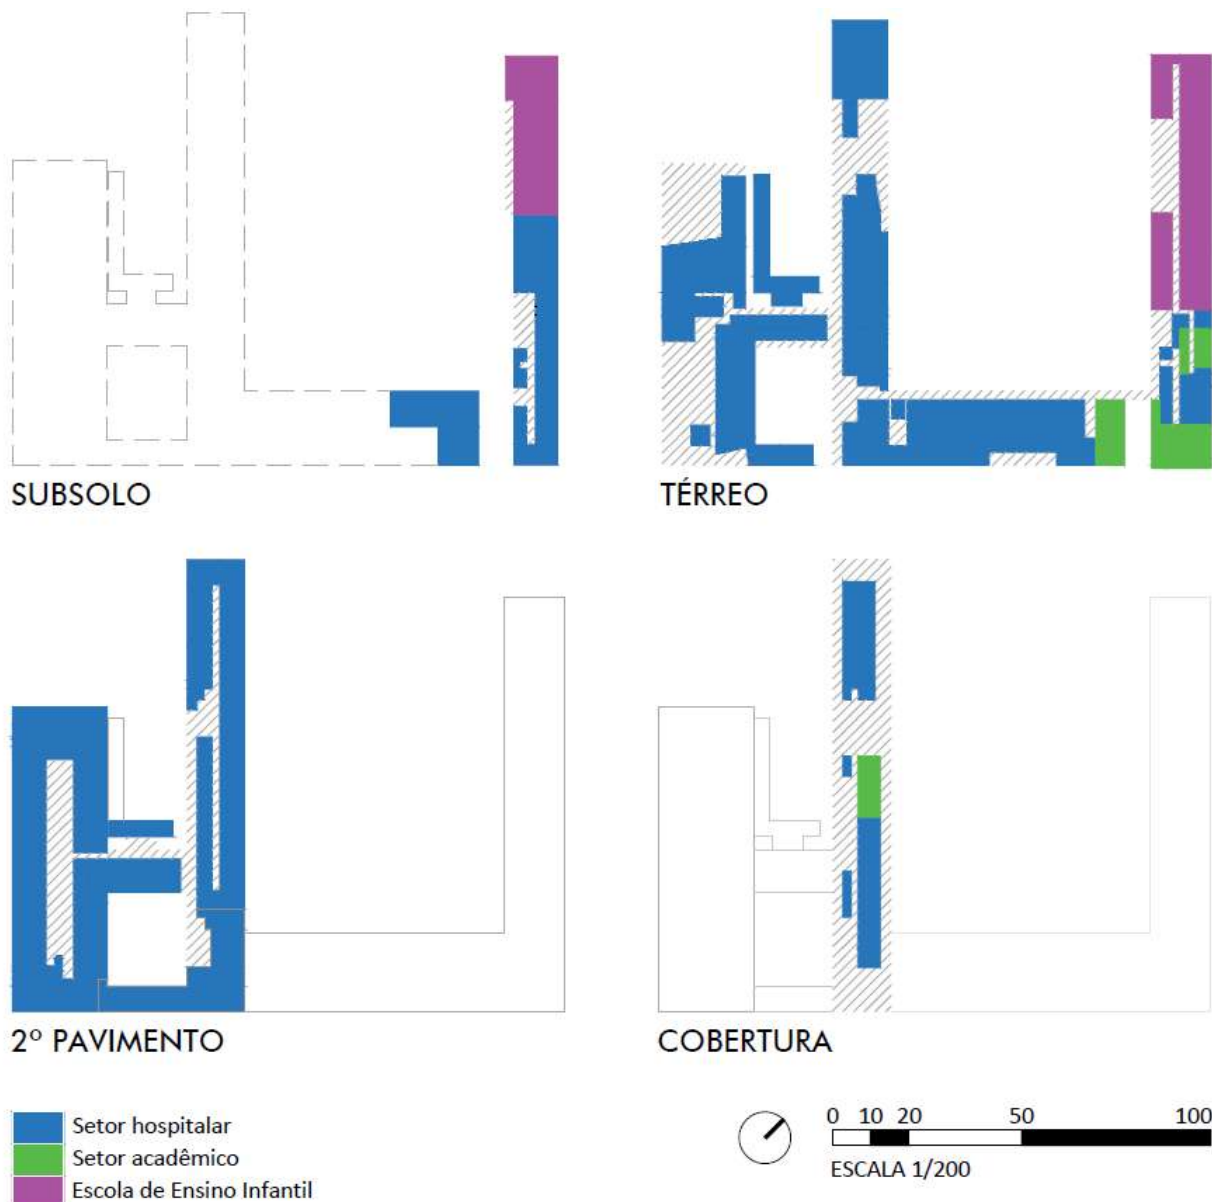 SUBSOLO
TÉRREO
2º PAVIMENTO
COBERTURA
Setor hospitalar
Setor acadêmico
Escola de Ensino Infantil
0 10 20 50 100
ESCALA 1/200